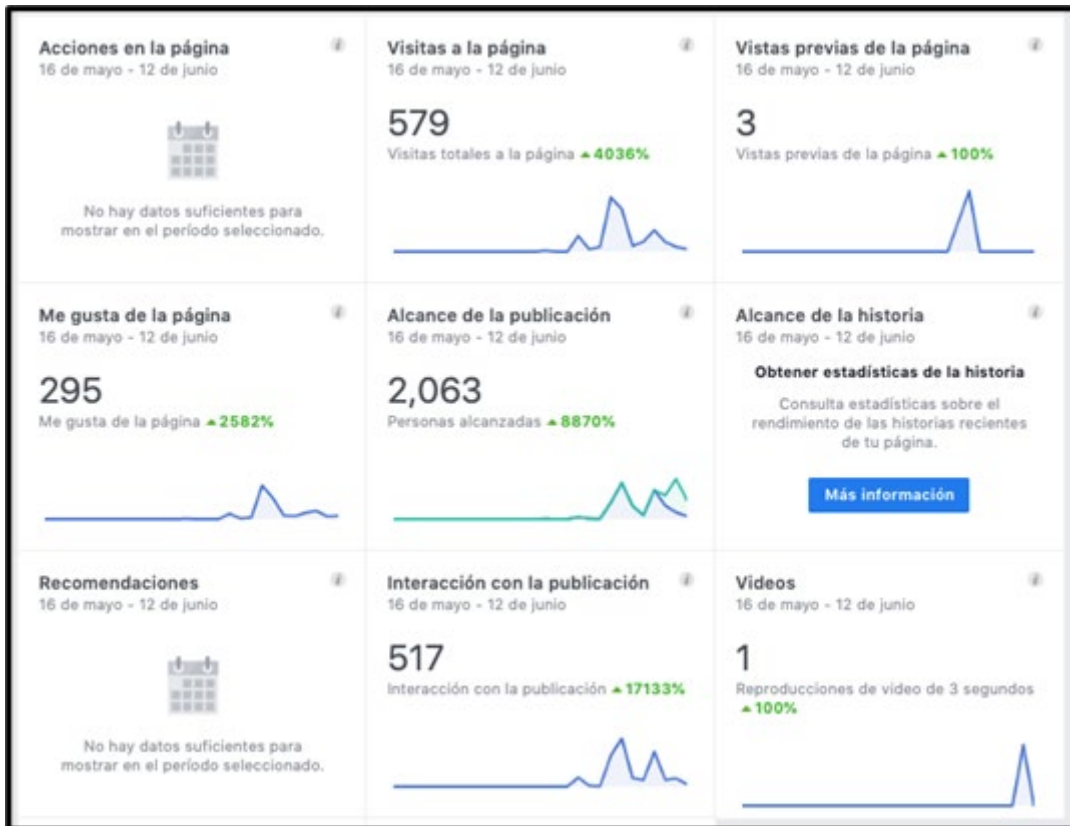 Acciones en la página
16 de mayo - 12 de junio
No hay datos suficientes para
mostrar en el período seleccionado.
Visitas a la página
16 de mayo - 12 de junio
579
Visitas totales a la página ▲4036%
Vistas previas de la página
16 de mayo - 12 de junio
3
Vistas previas de la página ▲100%
Me gusta de la página
16 de mayo - 12 de junio
295
Me gusta de la página ▲2582%
Alcance de la publicación
16 de mayo - 12 de junio
2,063
Personas alcanzadas ▲8870%
Alcance de la historia
16 de mayo - 12 de junio
Obtener estadísticas de la historia
Consulta estadísticas sobre el
rendimiento de las historias recientes
de tu página.
Más información
Recomendaciones
16 de mayo - 12 de junio
No hay datos suficientes para
mostrar en el período seleccionado.
Interacción con la publicación
16 de mayo - 12 de junio
517
Interacción con la publicación ▲17133%
Videos
16 de mayo - 12 de junio
1
Reproducciones de video de 3 segundos
▲100%